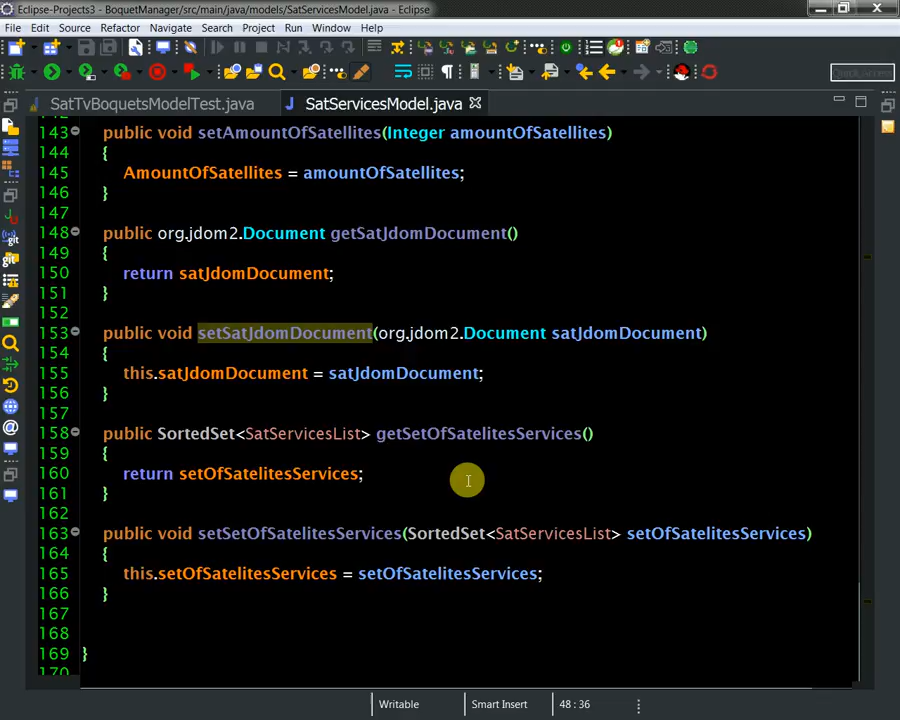 Eclipse-Projects3 - BoquetManager/src/main/java/models/SatServicesModel.java - Eclipse
File Edit Source Refactor Navigate Search Project Run Window Help
Quick Access
SatTvBoquetsModelTest.java SatServicesModel.java
143 public void setAmountOfSatellites(Integer amountOfSatellites)
144 {
145 AmountOfSatellites = amountOfSatellites;
146 }
147
148 public org.jdom2.Document getSatJdomDocument()
149 {
150 return satJdomDocument;
151 }
152
153 public void setSatJdomDocument(org.jdom2.Document satJdomDocument)
154 {
155 this.satJdomDocument = satJdomDocument;
156 }
157
158 public SortedSet<SatServicesList> getSetOfSatelitesServices()
159 {
160 return setOfSatelitesServices;
161 }
162
163 public void setSetOfSatelitesServices(SortedSet<SatServicesList> setOfSatelitesServices)
164 {
165 this.setOfSatelitesServices = setOfSatelitesServices;
166 }
167
168
169 }
170
Writable Smart Insert 48 : 36